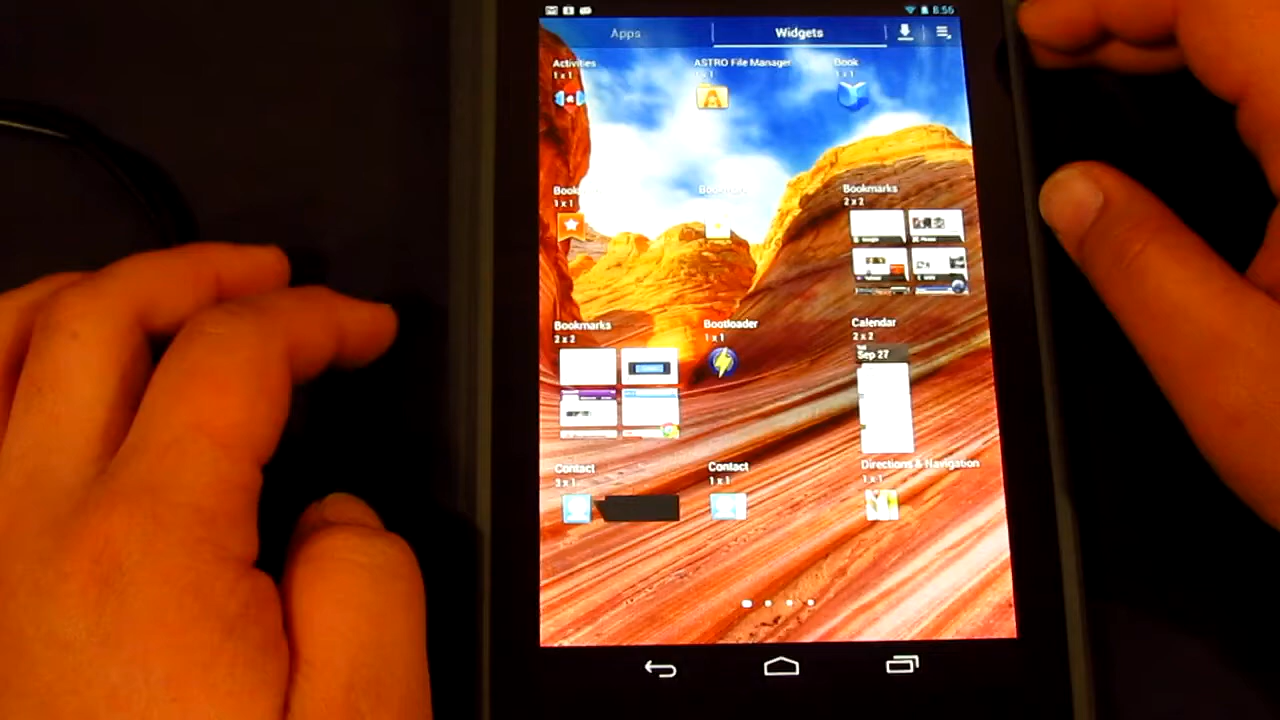 8:56
Apps
Widgets
Activities
1 x 1
ASTRO File Manager
1 x 1
Book
1 x 1
1 x 1
Bookmarks
2 x 2
Bookmarks
2 x 2
Bootloader
1 x 1
Calendar
2 x 2
Sep 27
Contact
Contact
1 x 1
Directions & Navigation
1 x 1